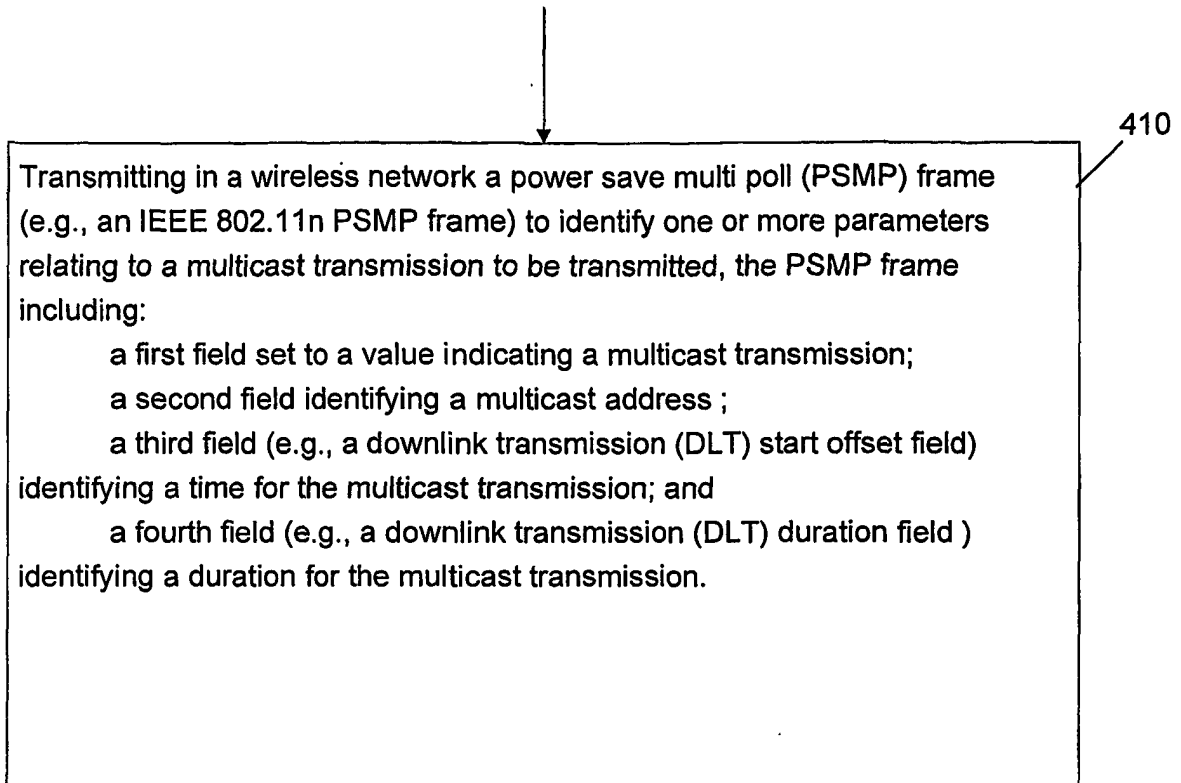 410
Transmitting in a wireless network a power save multi poll (PSMP) frame
(e.g., an IEEE 802.11n PSMP frame) to identify one or more parameters
relating to a multicast transmission to be transmitted, the PSMP frame
including:
a first field set to a value indicating a multicast transmission;
a second field identifying a multicast address ;
a third field (e.g., a downlink transmission (DLT) start offset field)
identifying a time for the multicast transmission; and
a fourth field (e.g., a downlink transmission (DLT) duration field )
identifying a duration for the multicast transmission.